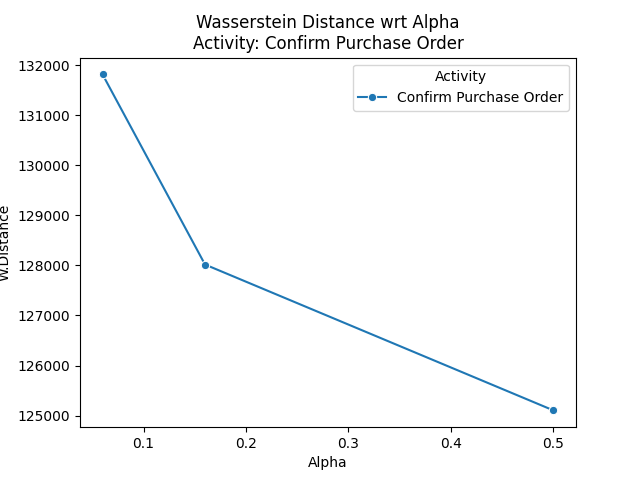 Wasserstein Distance wrt Alpha
Activity: Confirm Purchase Order
Activity
Confirm Purchase Order
132000
131000
130000
129000
128000
127000
126000
125000
W.Distance
0.1 0.2 0.3 0.4 0.5
Alpha